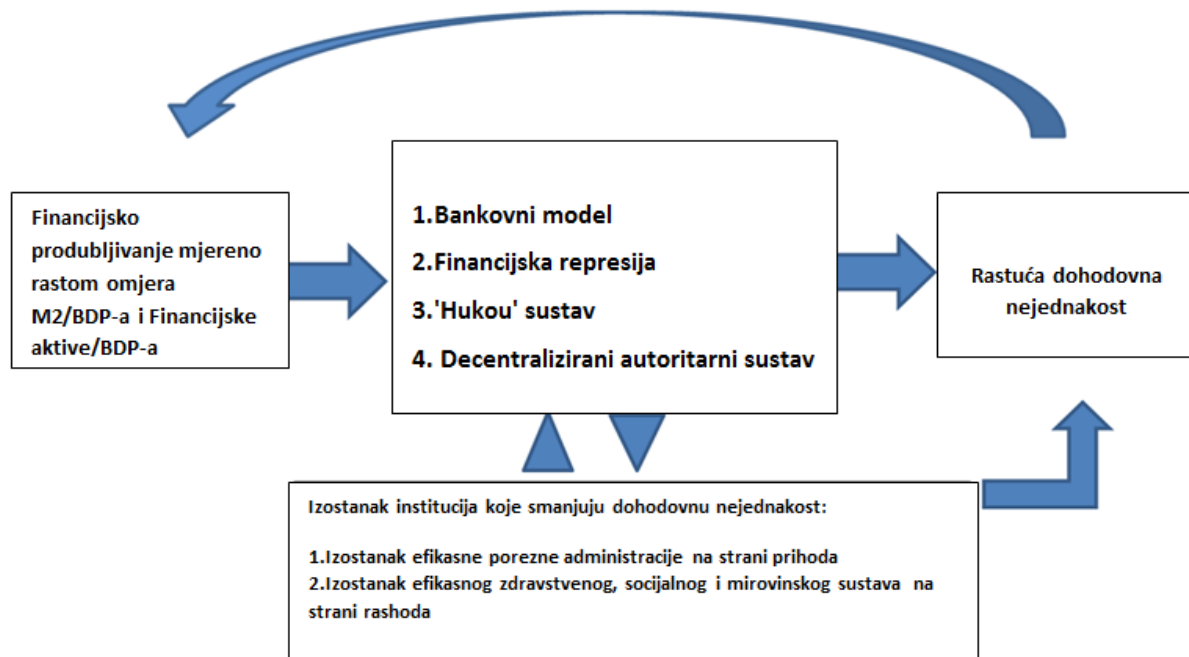 Financijsko
produbljivanje mjereno
rastom omjera
M2/BDP-a i Financijske
aktive/BDP-a
1.Bankovni model
2.Financijska represija
3.'Hukou' sustav
4. Decentralizirani autoritarni sustav
Rastuća dohodovna
nejednakost
Izostanak institucija koje smanjuju dohodovnu nejednakost:
1.Izostanak efikasne porezne administracije na strani prihoda
2.Izostanak efikasnog zdravstvenog, socijalnog i mirovinskog sustava na
strani rashoda